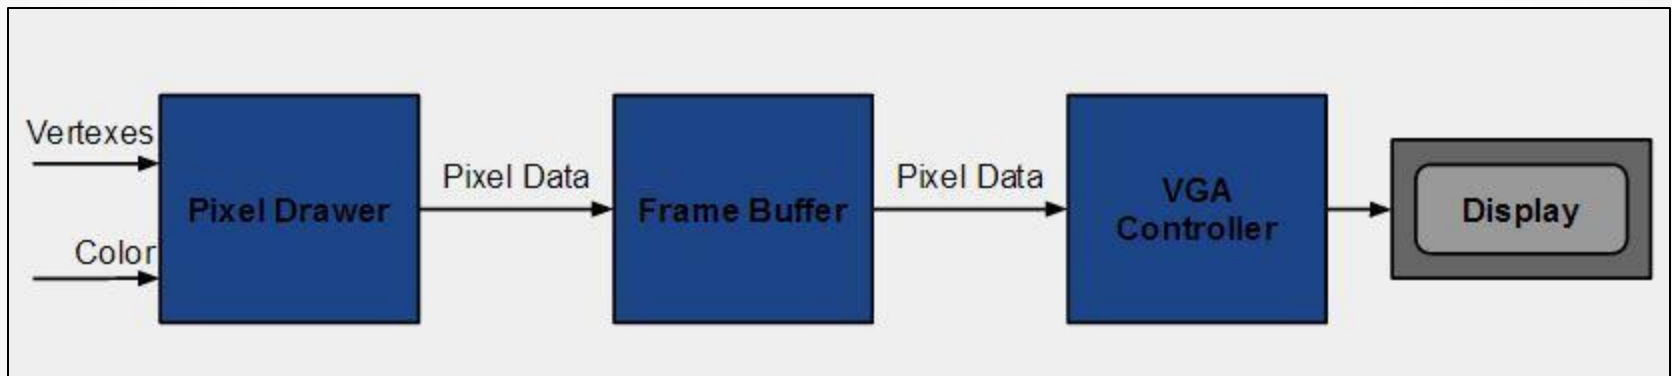 Vertexes
Color
Pixel Drawer
Pixel Data
Frame Buffer
Pixel Data
VGA
Controller
Display